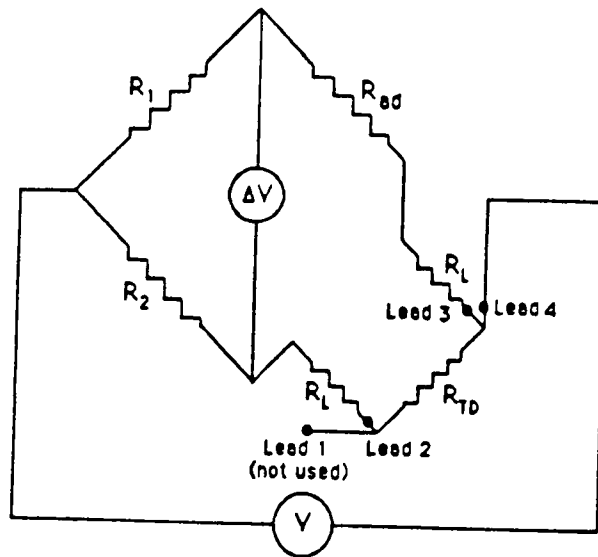 R1
Rad
ΔV
R2
RL
Lead 3
Lead 4
RL
RTD
Lead 1
(not used)
Lead 2
V